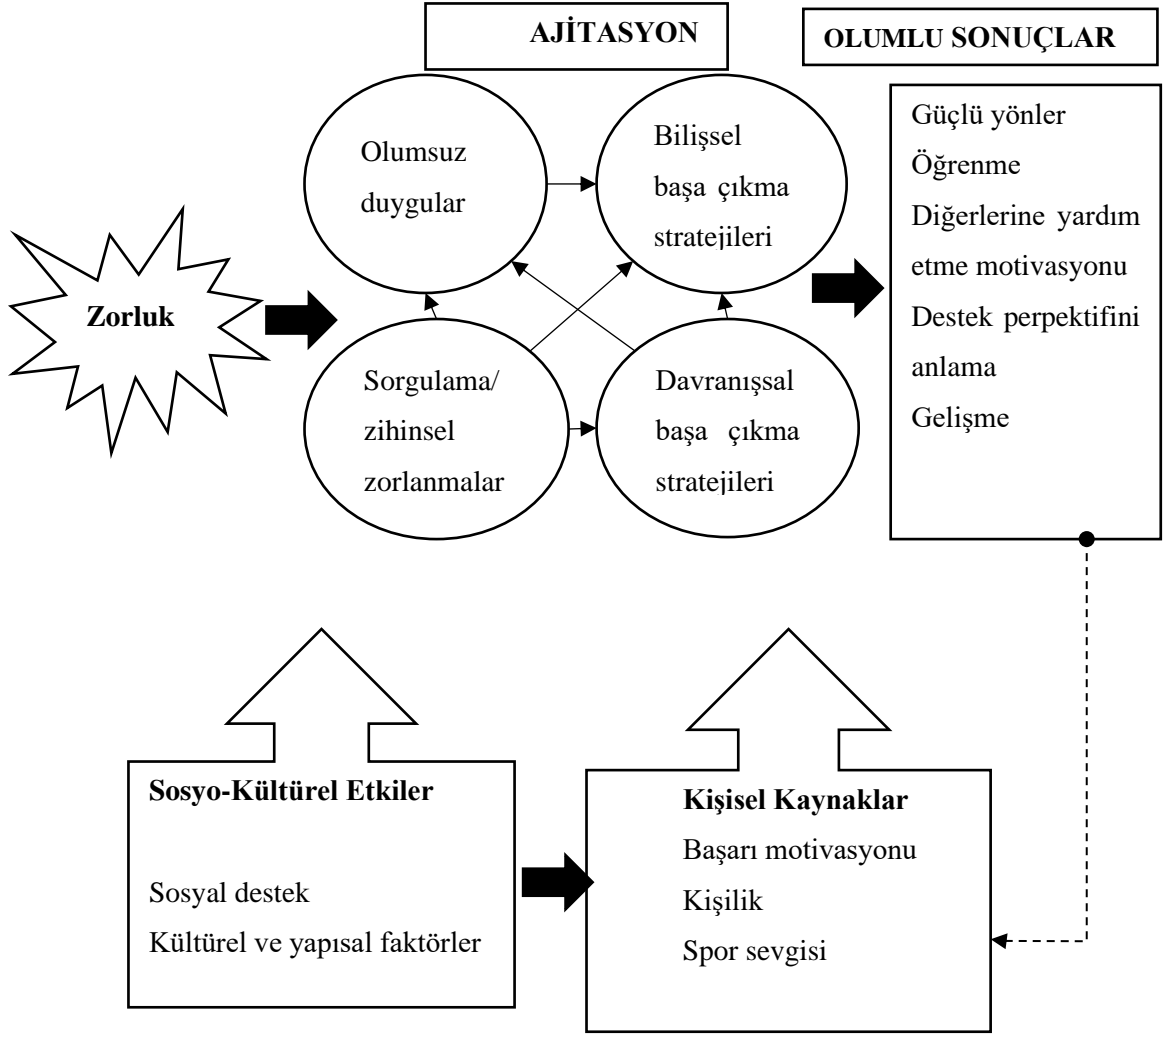 AJİTASYON
OLUMLU SONUÇLAR
Zorluk
Olumsuz
duygular
Bilişsel
başa çıkma
stratejileri
Sorgulama/
zihinsel
zorlanmalar
Davranışsal
başa çıkma
stratejileri
Güçlü yönler
Öğrenme
Diğerlerine yardım
etme motivasyonu
Destek perpektifini
anlama
Gelişme
Sosyo-Kültürel Etkiler
Sosyal destek
Kültürel ve yapısal faktörler
Kişisel Kaynaklar
Başarı motivasyonu
Kişilik
Spor sevgisi